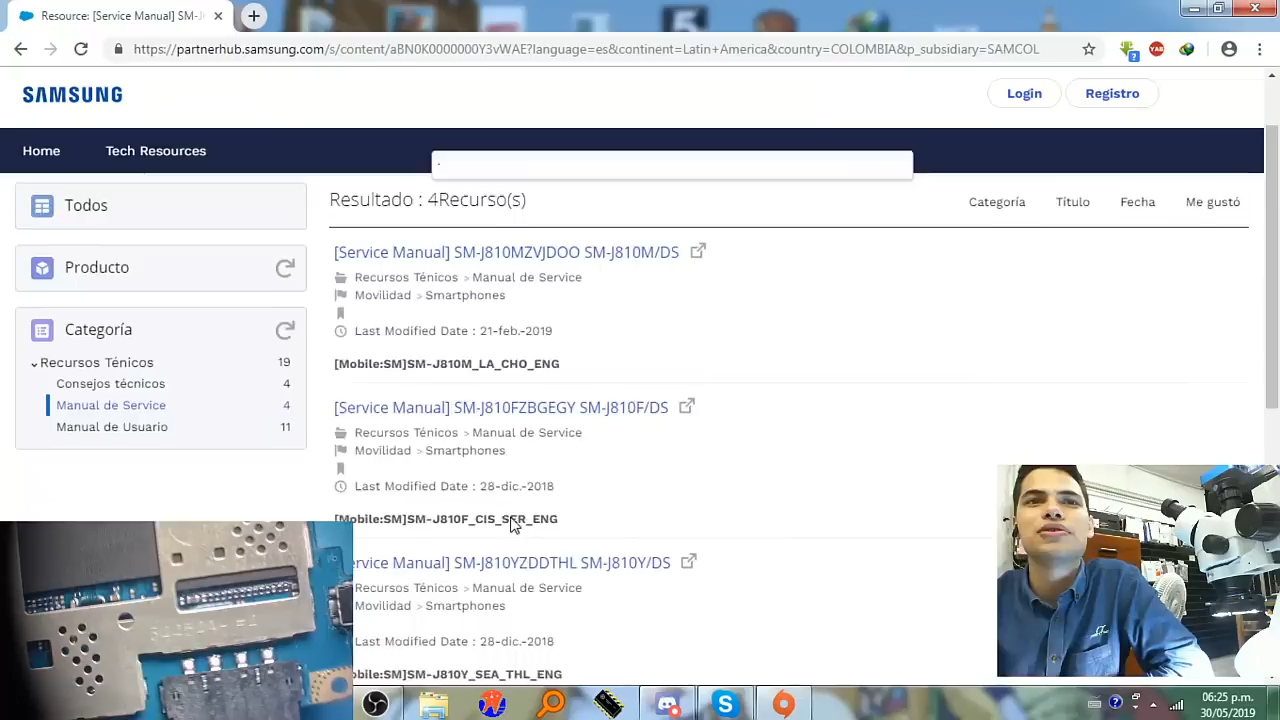 Resource: [Service Manual] SM-J
https://partnerhub.samsung.com/s/content/aBN0K0000000Y3vWAE?language=es&continent=Latin+America&country=COLOMBIA&p_subsidiary=SAMCOL
SAMSUNG
Login
Registro
Home
Tech Resources
Todos
Producto
Categoría
Recursos Ténicos 19
Consejos técnicos 4
Manual de Service 4
Manual de Usuario 11
Resultado : 4Recurso(s)
Categoría Título Fecha Me gustó
[Service Manual] SM-J810MZVJDOO SM-J810M/DS
Recursos Ténicos > Manual de Service
Movilidad > Smartphones
Last Modified Date : 21-feb.-2019
[Mobile:SM]SM-J810M_LA_CHO_ENG
[Service Manual] SM-J810FZBGEGY SM-J810F/DS
Recursos Ténicos > Manual de Service
Movilidad > Smartphones
Last Modified Date : 28-dic.-2018
[Mobile:SM]SM-J810F_CIS_SER_ENG
ervice Manual] SM-J810YZDDTHL SM-J810Y/DS
Recursos Ténicos > Manual de Service
Movilidad > Smartphones
Last Modified Date : 28-dic.-2018
obile:SM]SM-J810Y_SEA_THL_ENG
06:25 p.m.
30/05/2019